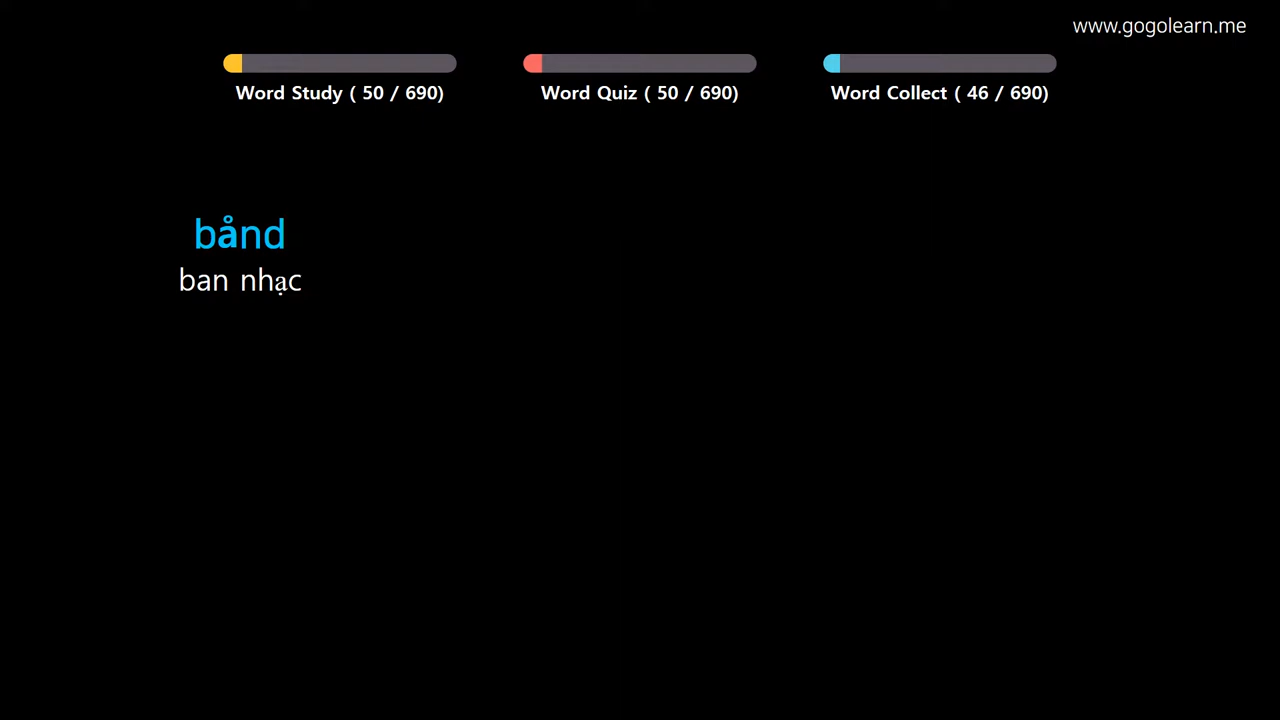 www.gogolearn.me
Word Study ( 50 / 690)
Word Quiz ( 50 / 690)
Word Collect ( 46 / 690)
bånd
ban nhạc